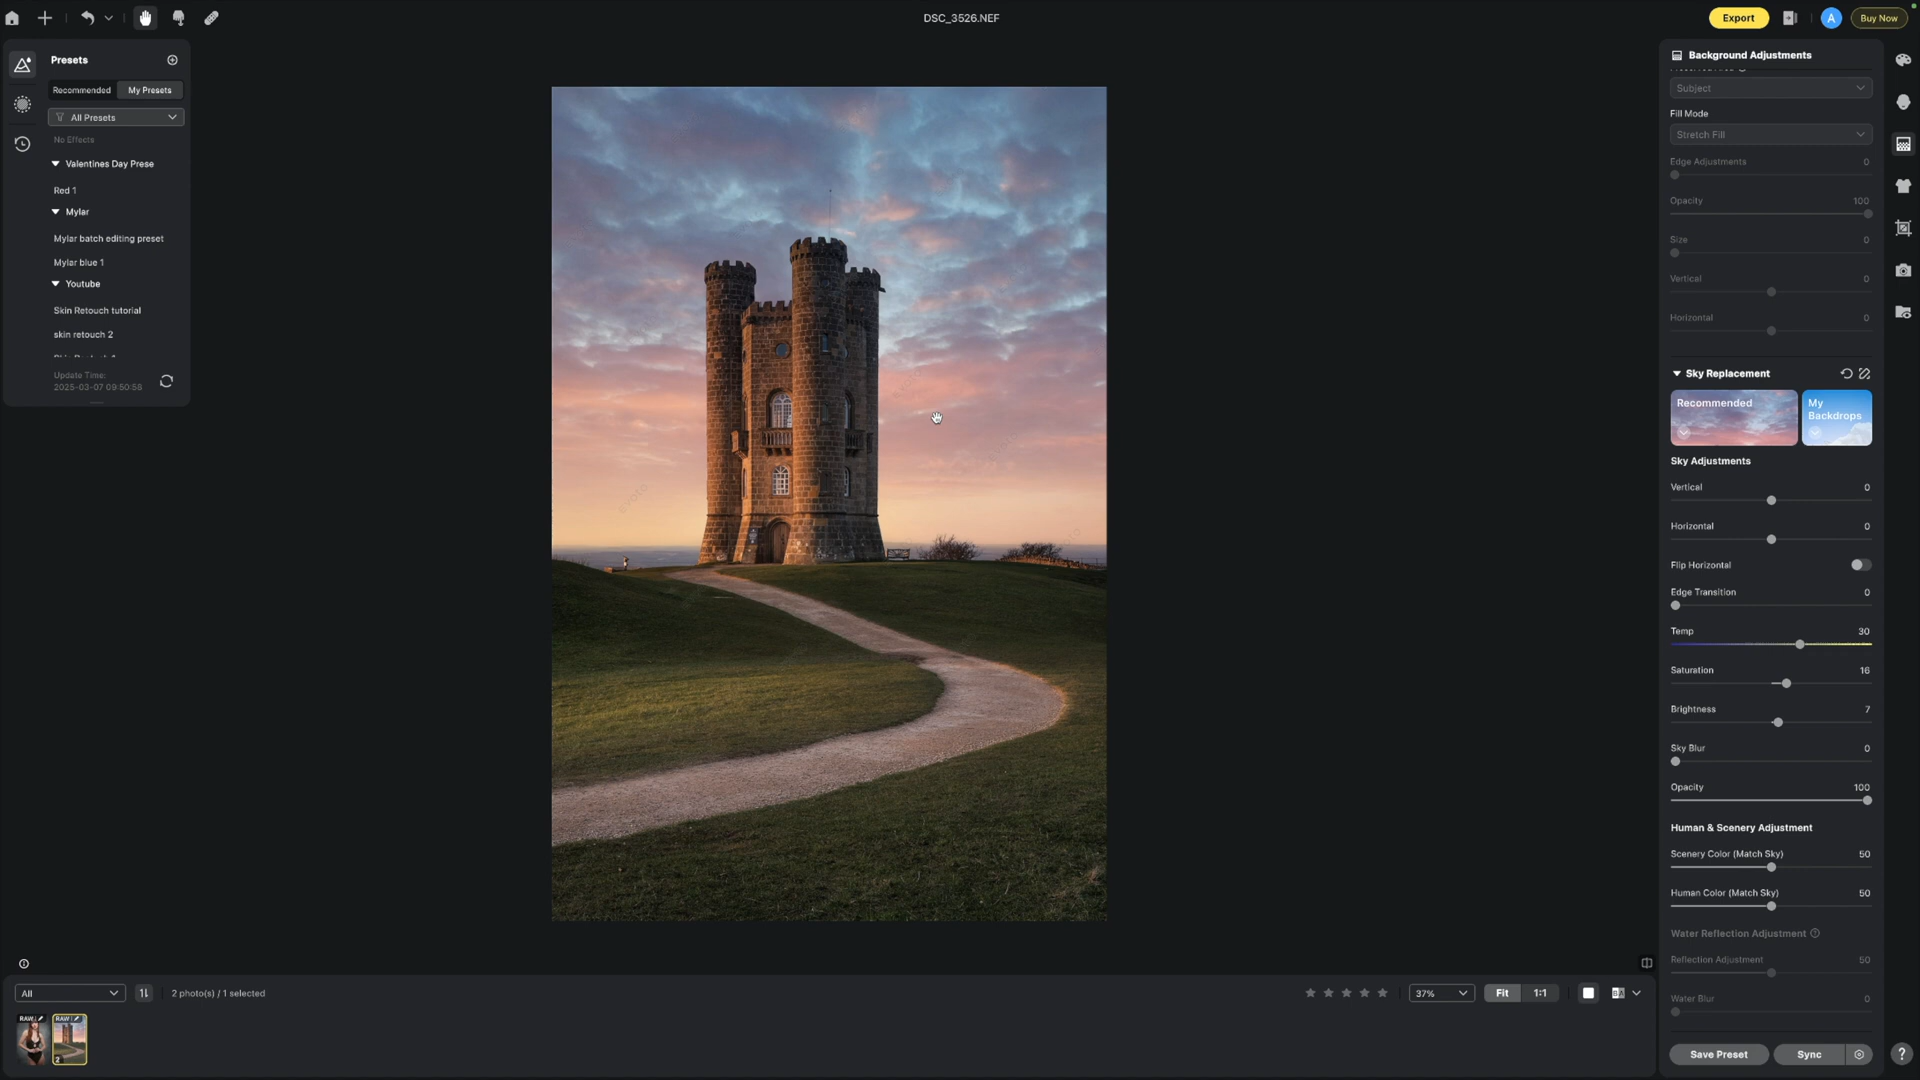 DSC_3526.NEF
Export
A
Buy Now
Presets
Recommended
My Presets
All Presets
No Effects
Valentines Day Prese
Red 1
Mylar
Mylar batch editing preset
Mylar blue 1
Youtube
Skin Retouch tutorial
skin retouch 2
Update Time:
2025-03-07 09:50:58
Background Adjustments
Subject
Fill Mode
Stretch Fill
Edge Adjustments 0
Opacity 100
Size 0
Vertical 0
Horizontal 0
Sky Replacement
Recommended
My
Backdrops
Sky Adjustments
Vertical 0
Horizontal 0
Flip Horizontal
Edge Transition 0
Temp 30
Saturation 16
Brightness 7
Sky Blur 0
Opacity 100
Human & Scenery Adjustment
Scenery Color (Match Sky) 50
Human Color (Match Sky) 50
Water Reflection Adjustment ?
Reflection Adjustment 50
Water Blur 0
Save Preset
Sync
?
All
2 photo(s) / 1 selected
37%
Fit
1:1
RAW
RAW
2